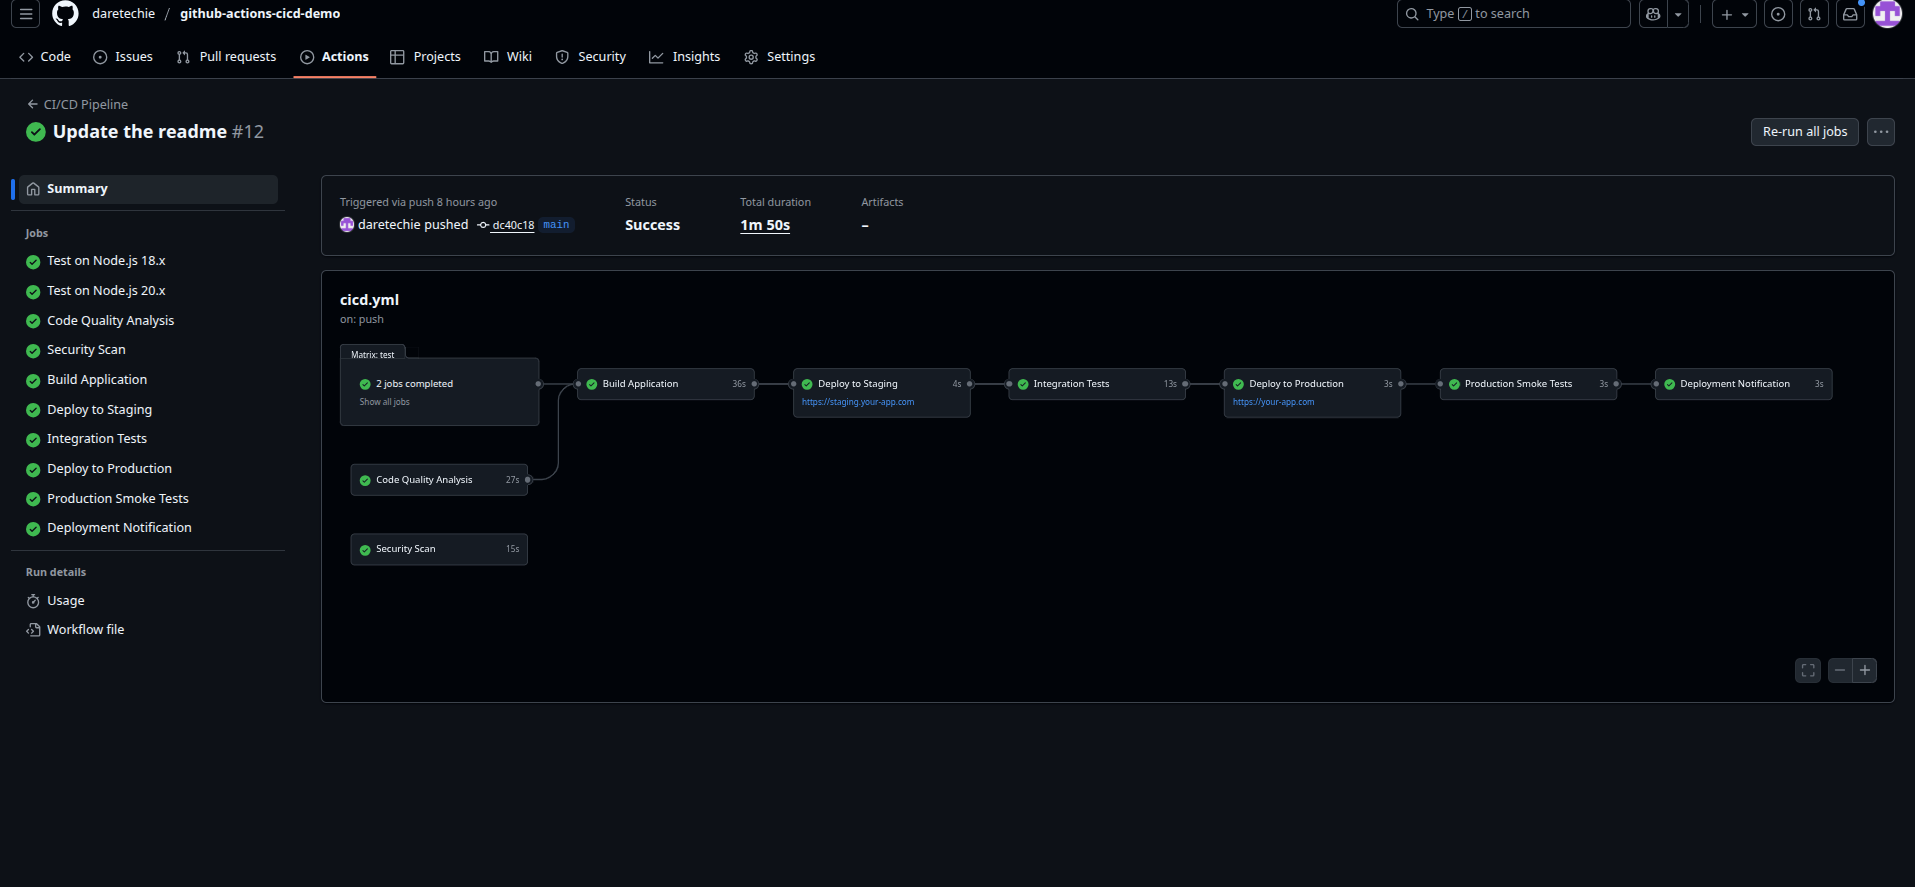 daretechie / github-actions-cicd-demo
Type / to search
Code Issues Pull requests Actions Projects Wiki Security Insights Settings
CI/CD Pipeline
Update the readme #12
Re-run all jobs
Summary
Jobs
Test on Node.js 18.x
Test on Node.js 20.x
Code Quality Analysis
Security Scan
Build Application
Deploy to Staging
Integration Tests
Deploy to Production
Production Smoke Tests
Deployment Notification
Run details
Usage
Workflow file
Triggered via push 8 hours ago
daretechie pushed dc40c18 main
Status
Success
Total duration
1m 50s
Artifacts
–
cicd.yml
on: push
Matrix: test
2 jobs completed
Show all jobs
Build Application 36s
Deploy to Staging 4s
https://staging.your-app.com
Integration Tests 13s
Deploy to Production 3s
https://your-app.com
Production Smoke Tests 3s
Deployment Notification 3s
Code Quality Analysis 27s
Security Scan 15s